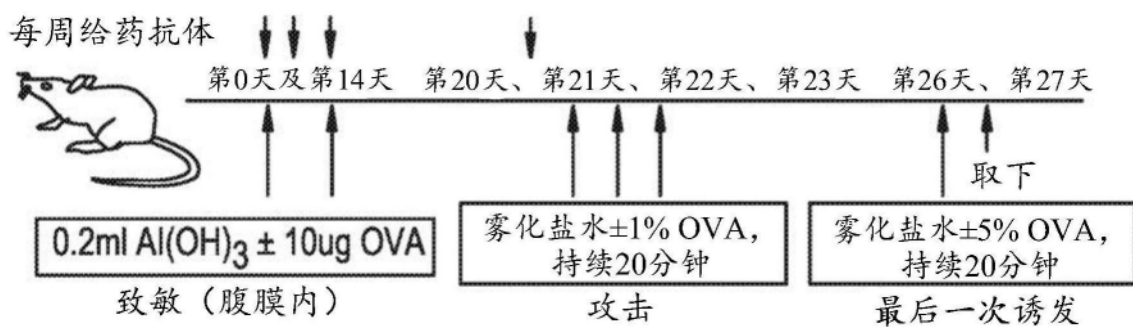 每周给药抗体
第0天及第14天 第20天、第21天、第22天、第23天 第26天、第27天
取下
0.2ml Al(OH)3 ± 10ug OVA
致敏（腹膜内）
雾化盐水±1% OVA，
持续20分钟
攻击
雾化盐水±5% OVA，
持续20分钟
最后一次诱发